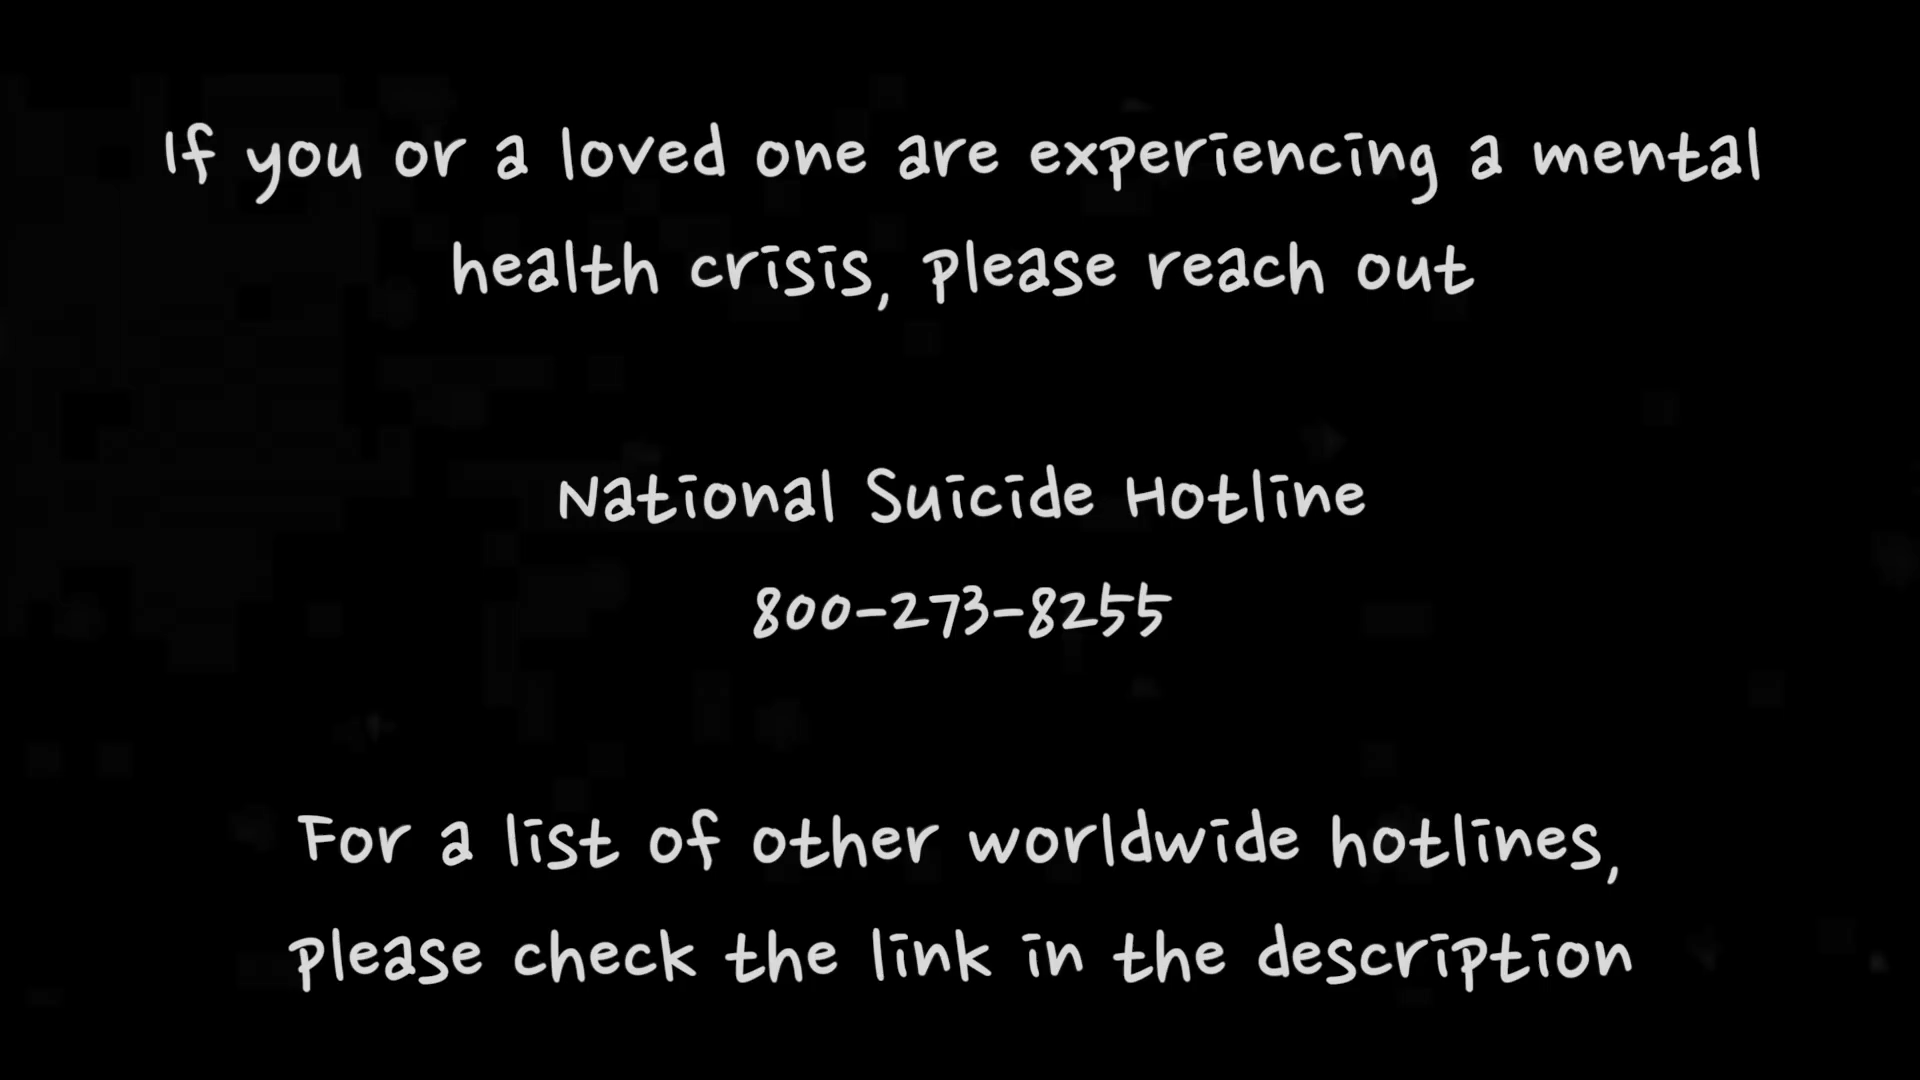 If you or a loved one are experiencing a mental
health crisis, please reach out
National Suicide Hotline
800-273-8255
For a list of other worldwide hotlines,
please check the link in the description